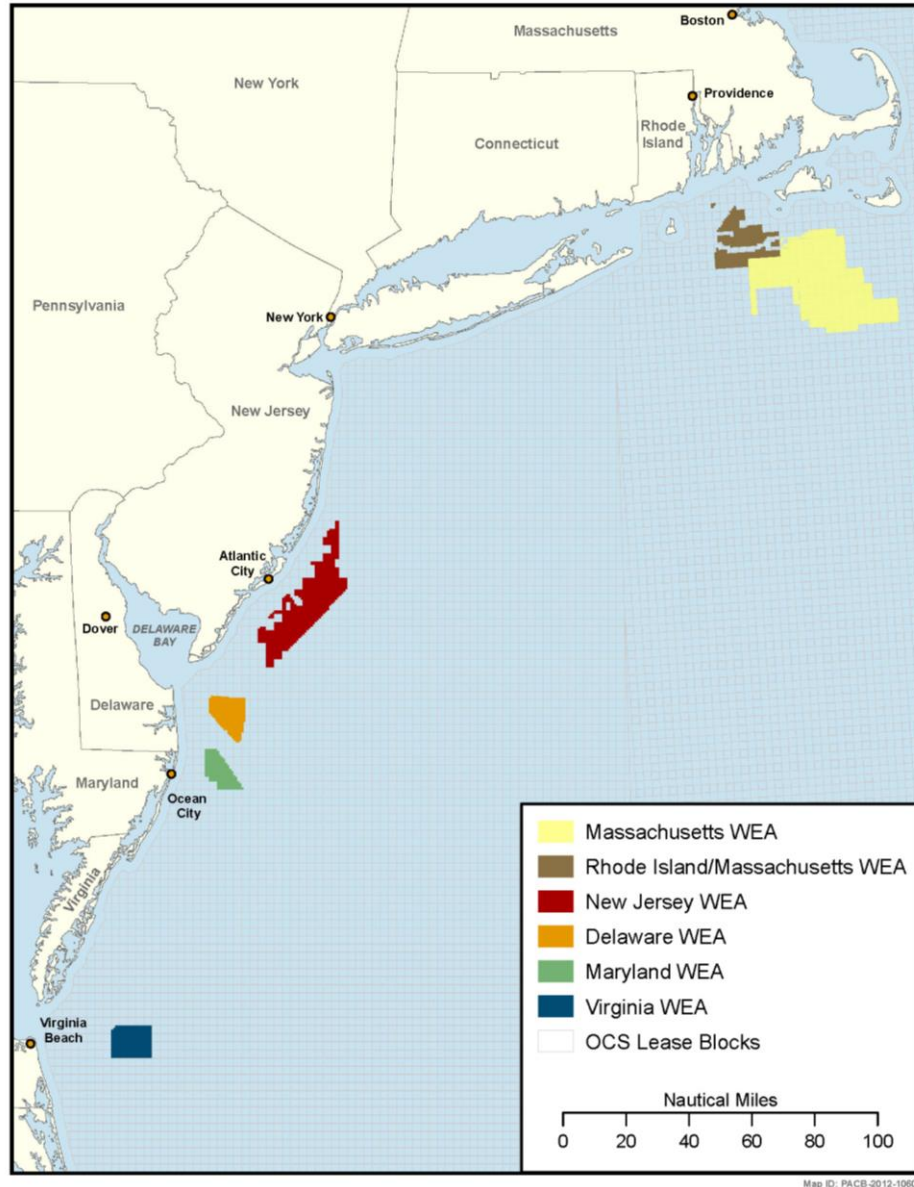 Boston
Massachusetts
New York
Providence
Connecticut
Rhode
Island
Pennsylvania
New York
New Jersey
Atlantic
City
Dover
DELAWARE
BAY
Delaware
Maryland
Ocean
City
Virginia
Virginia
Beach
Massachusetts WEA
Rhode Island/Massachusetts WEA
New Jersey WEA
Delaware WEA
Maryland WEA
Virginia WEA
OCS Lease Blocks
Nautical Miles
0 20 40 60 80 100